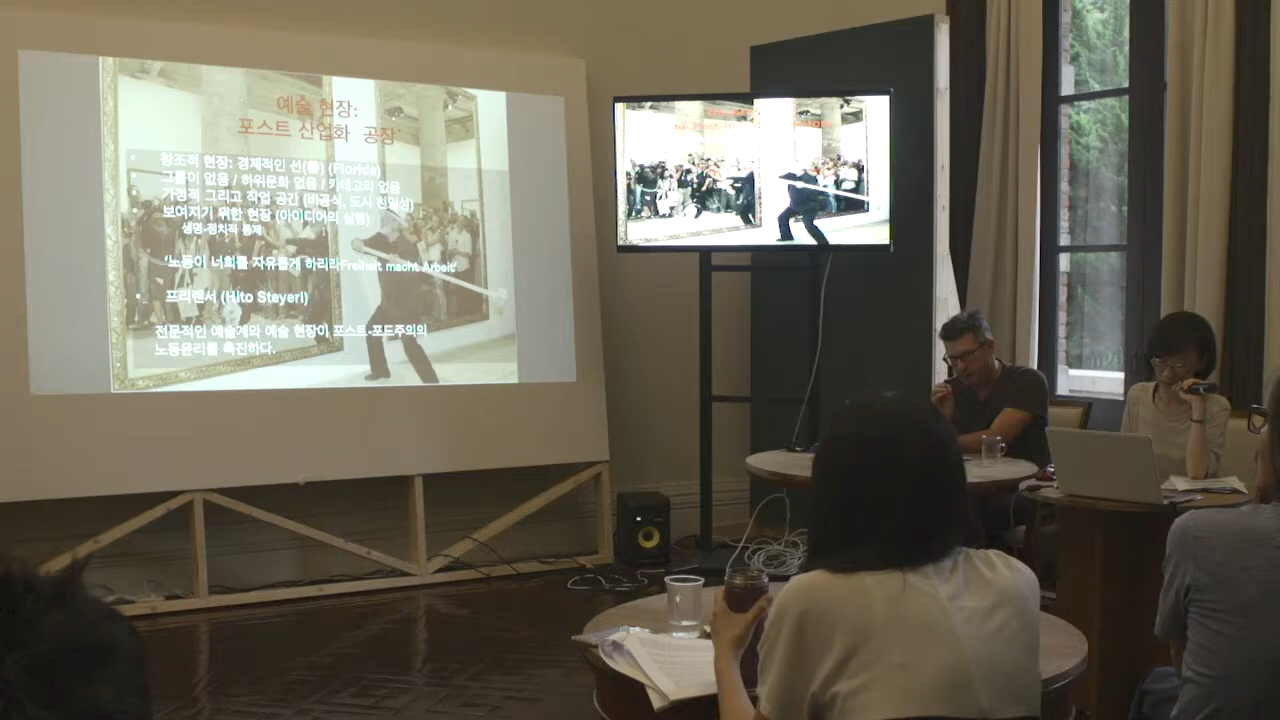 예술 현장:
포스트 산업화 공장'
창조적 현장: 경제적인 선(善) (Florida)
그룹이 없음 / 하위문화 없음 / 카테고리 없음
가정적 그리고 작업 공간 (비공식, 도시 친밀성)
보여지기 위한 현장 (아이디어의 실행)
생명-정치적 통제
'노동이 너희를 자유롭게 하리라Freiheit macht Arbeit'
프리랜서 (Hito Steyerl)
전문적인 예술계와 예술 현장이 포스트-포드주의의
노동윤리를 촉진하다.